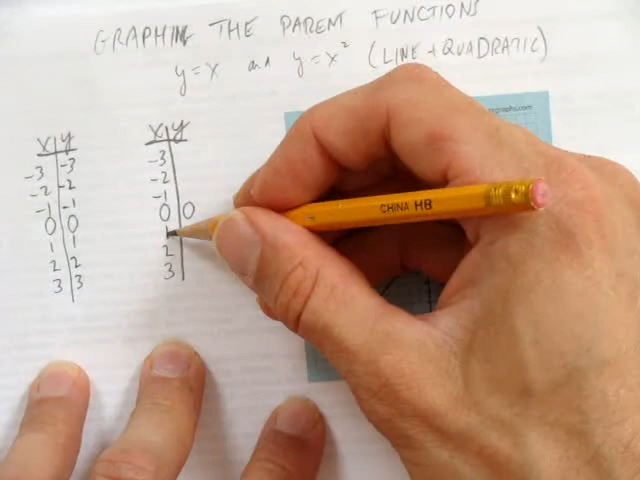 GRAPHING THE PARENT FUNCTIONS
y=x and y=x² (LINE + QUADRATIC)
x y
-3 -3
-2 -2
-1 -1
0 0
1 1
2 2
3 3
x y
-3
-2
-1
0 0
1
2
3
CHINA HB